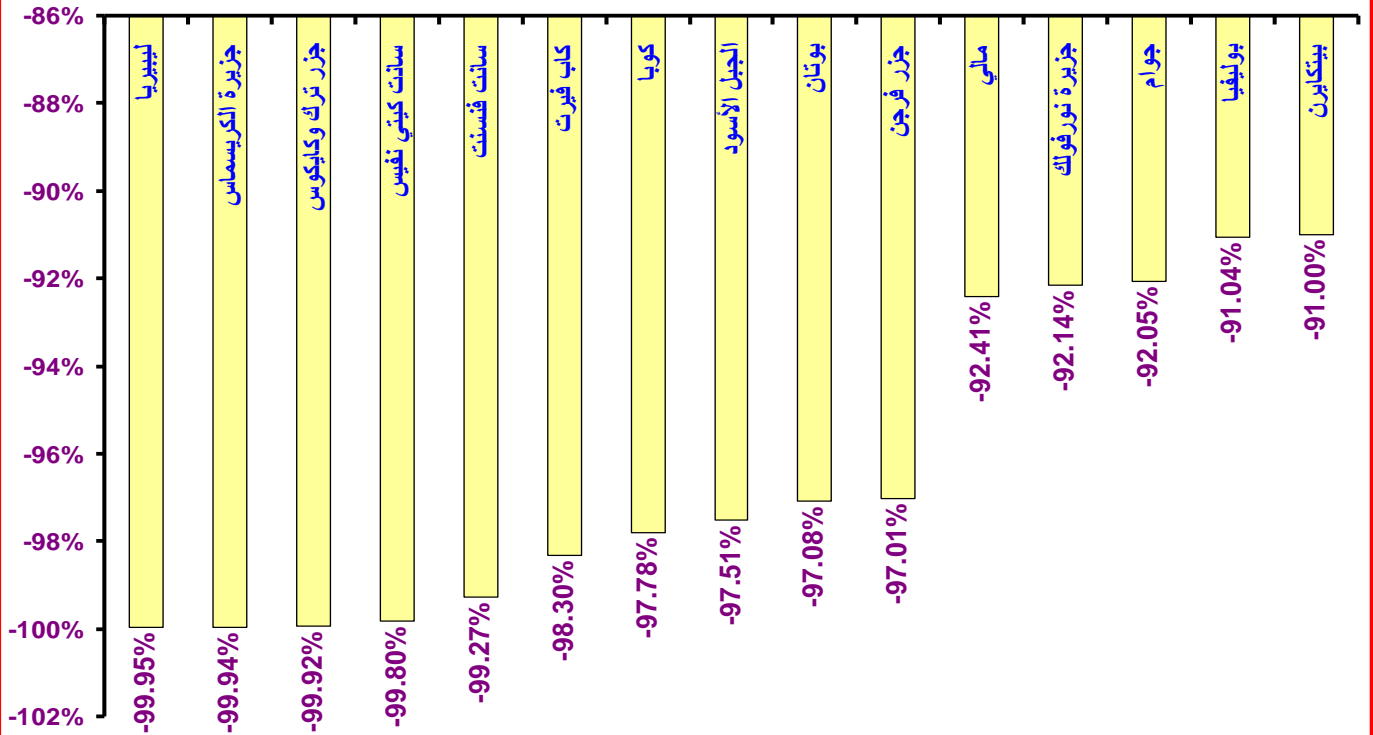 -86%
-88%
-90%
-92%
-94%
-96%
-98%
-100%
-102%
ليبيريا
جزيرة الكريسماس
جزر ترك وكايكوس
سانت كيتي نفيس
سانت فنسنت
كاب فيرت
كوبا
الجبل الأسود
بوتان
جزر فرجن
مالي
جزيرة نورفولك
جوام
بوليفيا
بيتكايرن
-99.95%
-99.94%
-99.92%
-99.80%
-99.27%
-98.30%
-97.78%
-97.51%
-97.08%
-97.01%
-92.41%
-92.14%
-92.05%
-91.04%
-91.00%